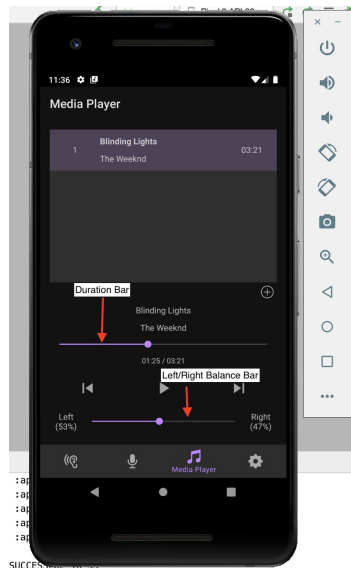 11:36
Media Player
1
Blinding Lights
The Weeknd
03:21
Duration Bar
Blinding Lights
The Weeknd
01:25 / 03:21
Left/Right Balance Bar
Left
(53%)
Right
(47%)
Media Player
:ap
:ap
:ap
:ap
:ap